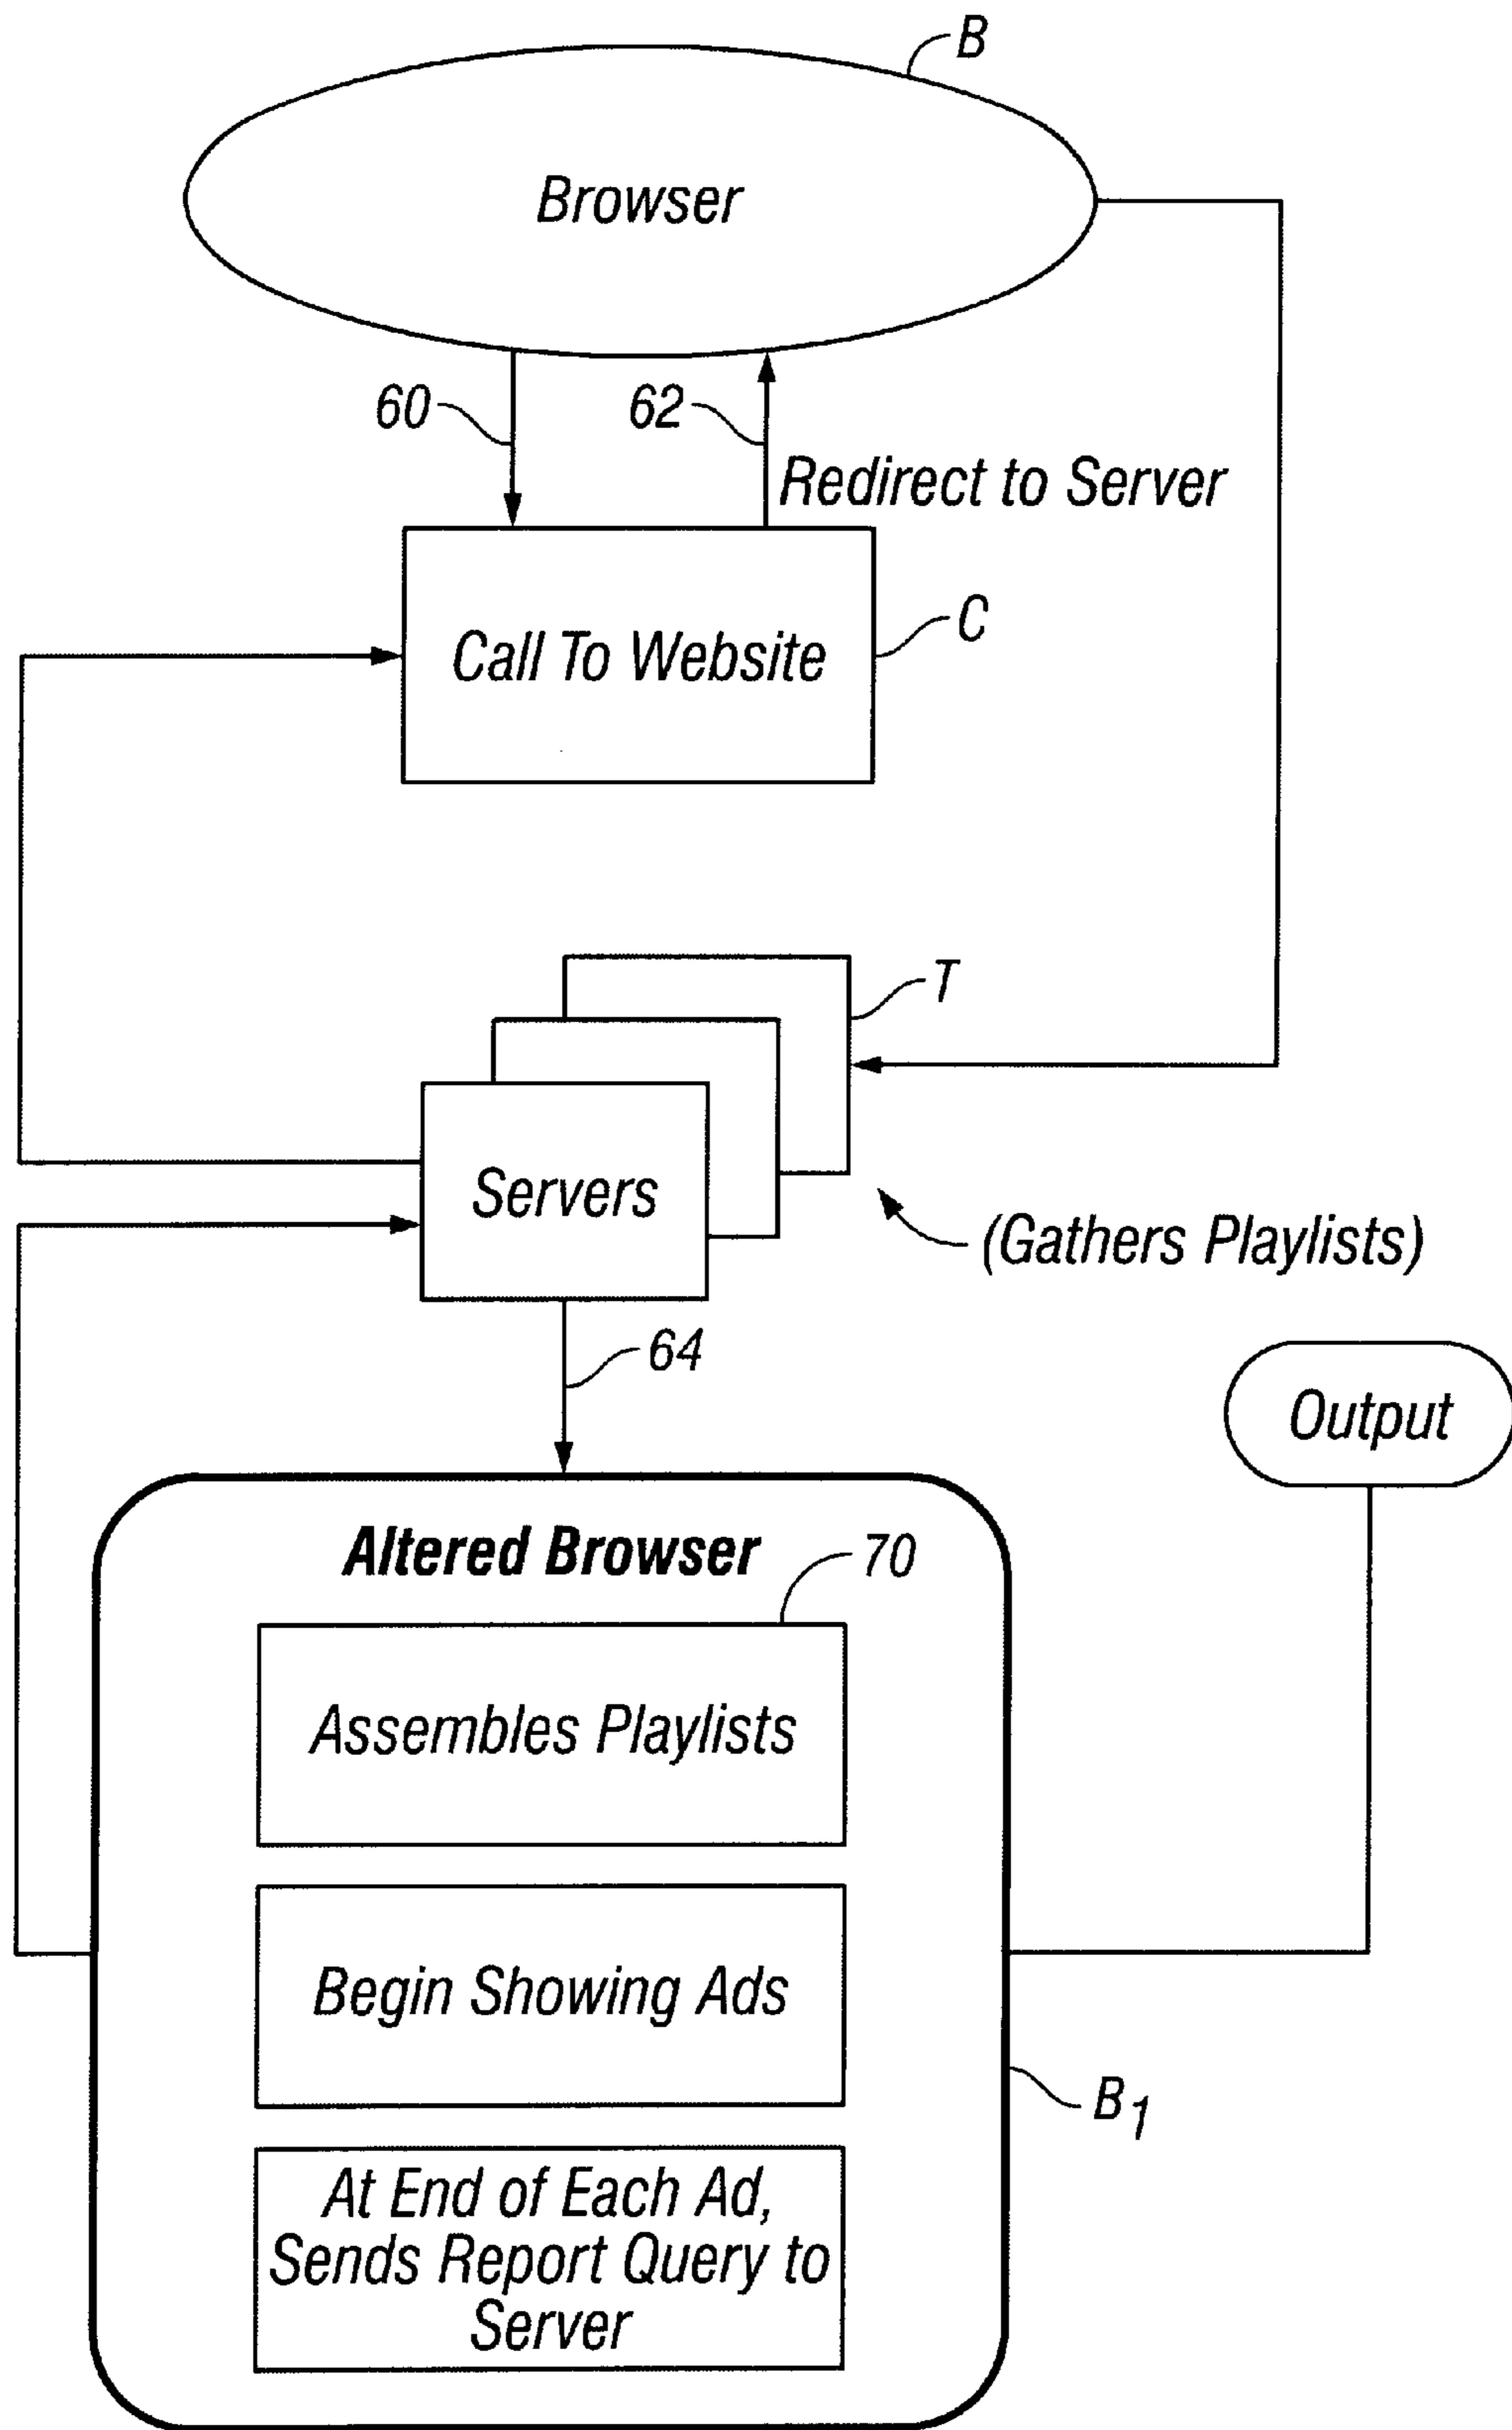 B
Browser
60
62
Redirect to Server
Call To Website
C
T
Servers
(Gathers Playlists)
64
Output
Altered Browser
70
Assembles Playlists
Begin Showing Ads
B1
At End of Each Ad,
Sends Report Query to
Server